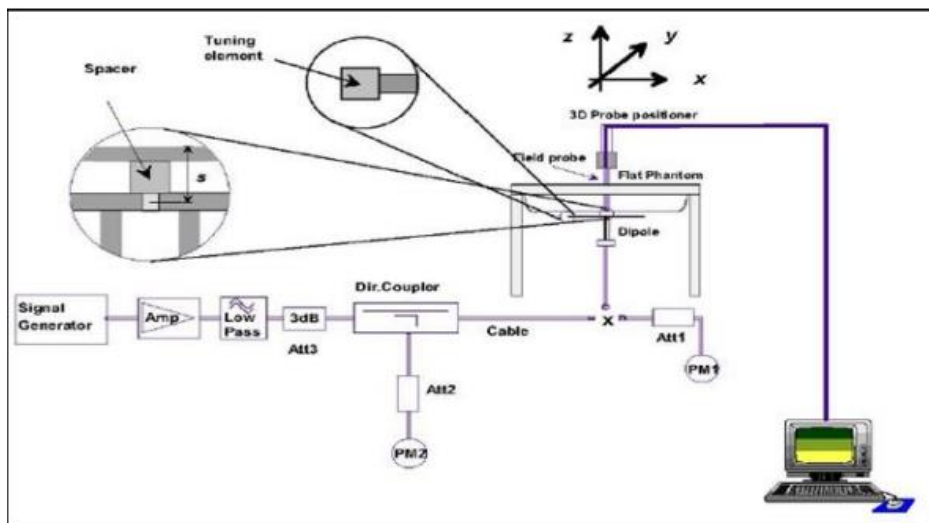 Tuning
element
Spacer
s
z
y
x
3D Probe positioner
Field probe
Flat Phantom
Dipole
Signal
Generator
Amp
Low
Pass
3dB
Att3
Dir.Coupler
Cable
x
Att1
PM1
Att2
PM2